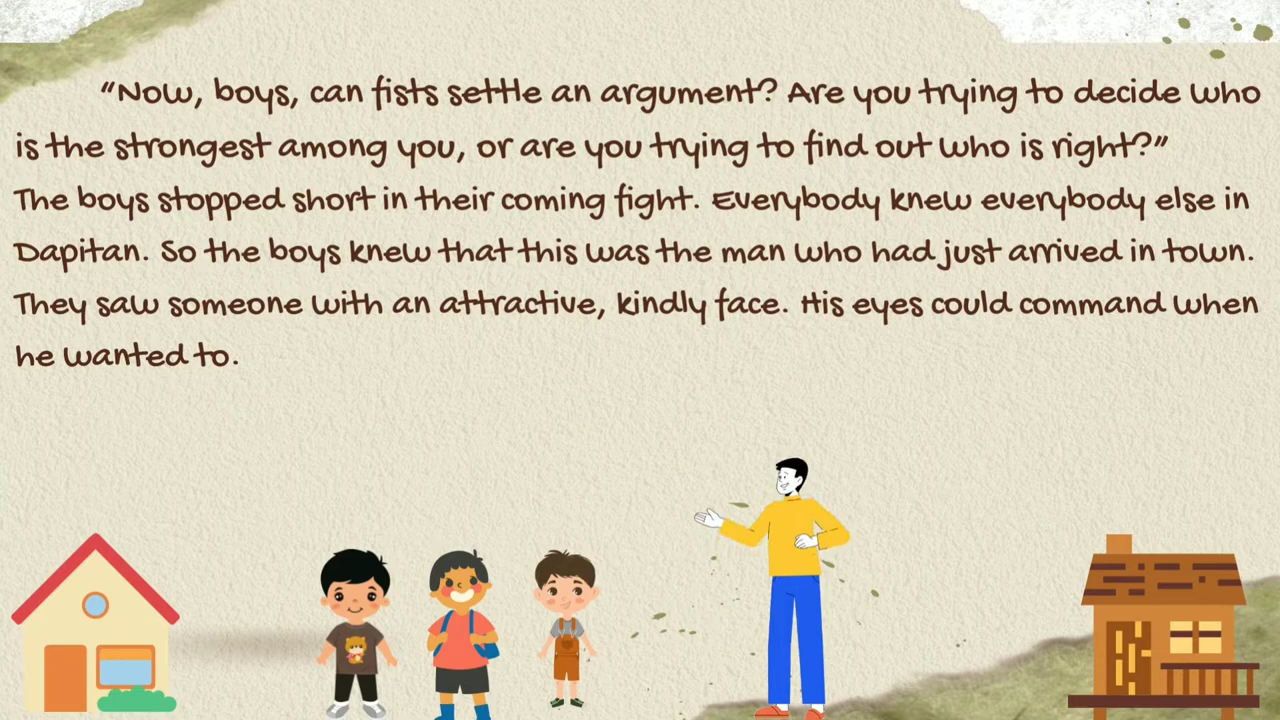 “Now, boys, can fists settle an argument? Are you trying to decide who
is the strongest among you, or are you trying to find out who is right?”
The boys stopped short in their coming fight. Everybody knew everybody else in
Dapitan. So the boys knew that this was the man who had just arrived in town.
They saw someone with an attractive, kindly face. His eyes could command when
he wanted to.